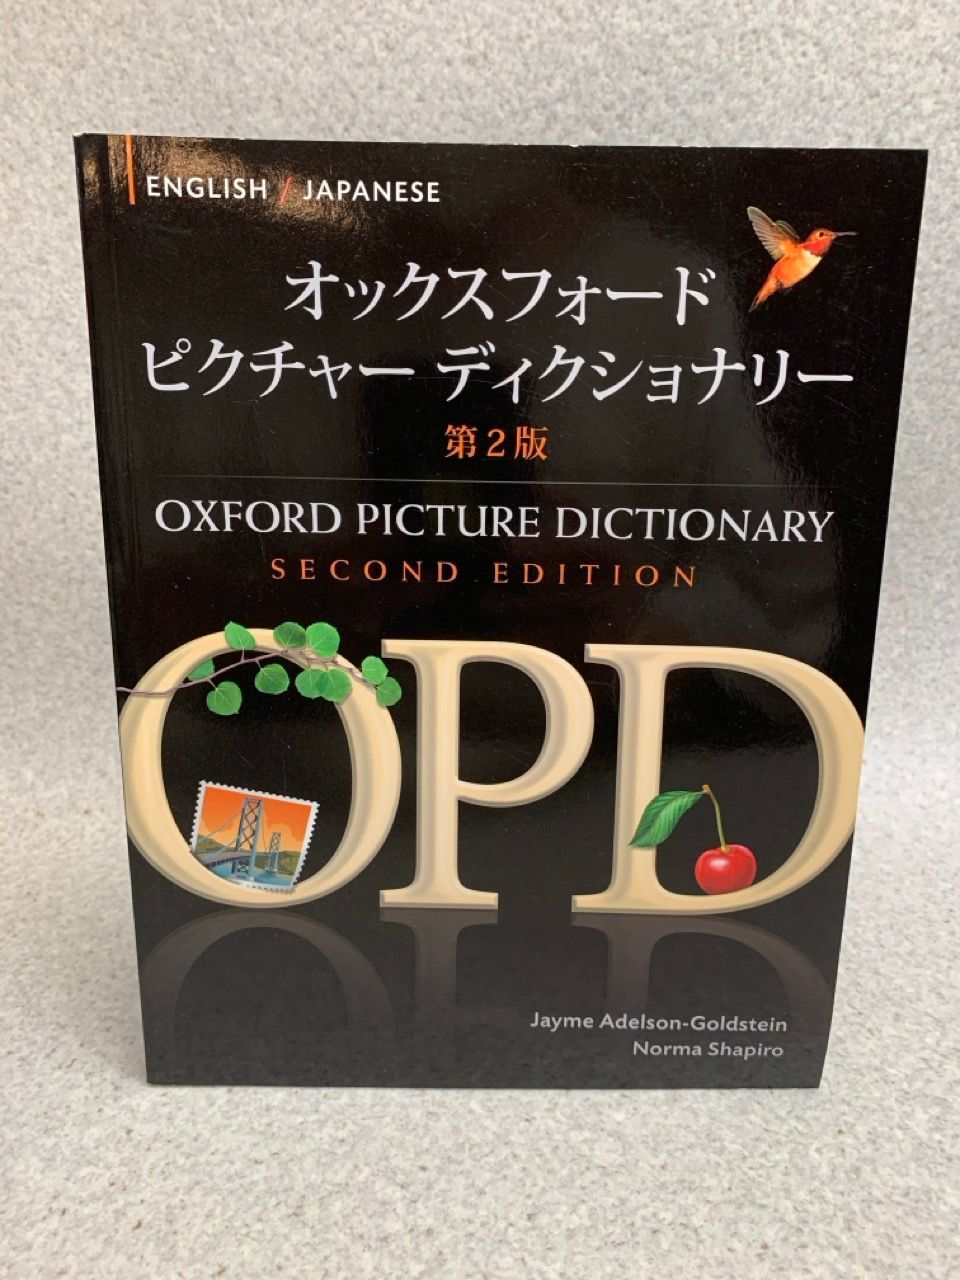 ENGLISH / JAPANESE
オックスフォード
ピクチャー ディクショナリー
第2版
OXFORD PICTURE DICTIONARY
SECOND EDITION
OPD
Jayme Adelson-Goldstein
Norma Shapiro